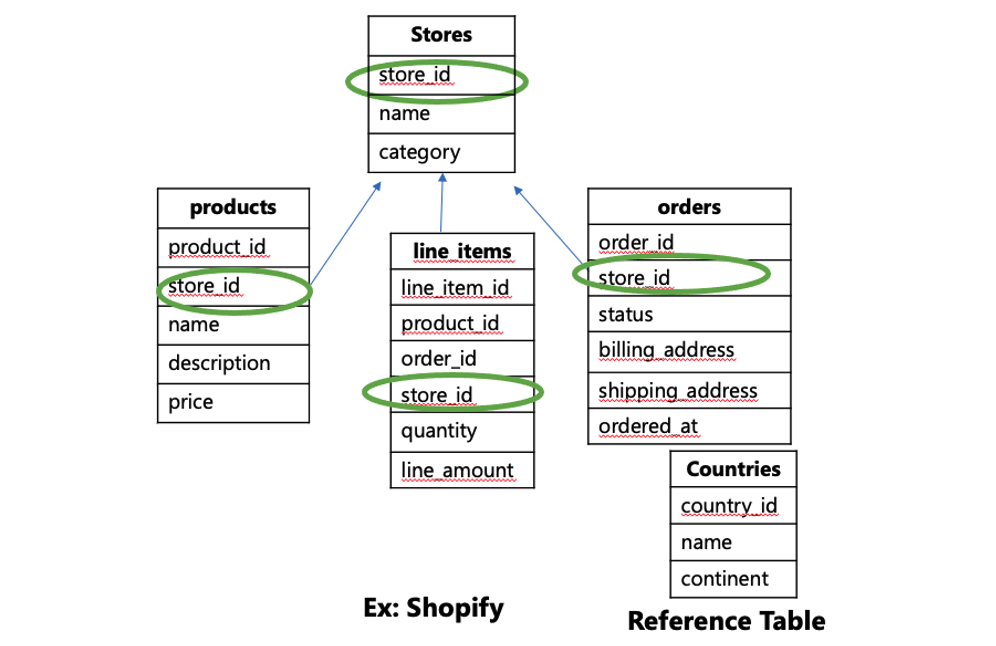 Stores
store_id
name
category
products
product_id
store_id
name
description
price
line_items
line_item_id
product_id
order_id
store_id
quantity
line_amount
orders
order_id
store_id
status
billing_address
shipping_address
ordered_at
Countries
country_id
name
continent
Ex: Shopify
Reference Table